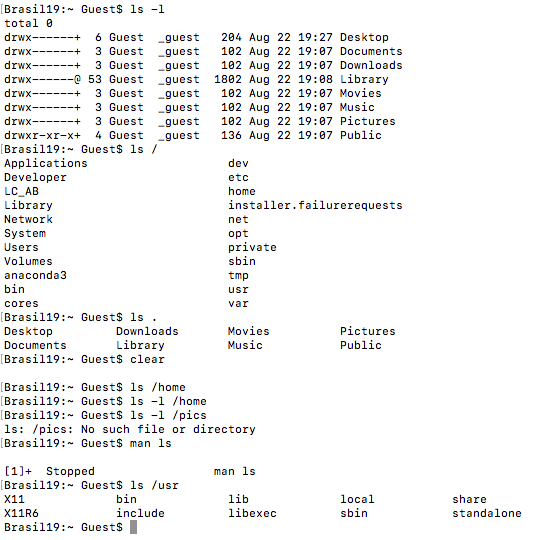 [Brasil19:~ Guest$ ls -l
total 0
drwx------+  6 Guest  _guest   204 Aug 22 19:27 Desktop
drwx------+  3 Guest  _guest   102 Aug 22 19:07 Documents
drwx------+  3 Guest  _guest   102 Aug 22 19:07 Downloads
drwx------@ 53 Guest  _guest  1802 Aug 22 19:08 Library
drwx------+  3 Guest  _guest   102 Aug 22 19:07 Movies
drwx------+  3 Guest  _guest   102 Aug 22 19:07 Music
drwx------+  3 Guest  _guest   102 Aug 22 19:07 Pictures
drwxr-xr-x+  4 Guest  _guest   136 Aug 22 19:07 Public
[Brasil19:~ Guest$ ls /
Applications                    dev
Developer                       etc
LC_AB                           home
Library                         installer.failurerequests
Network                         net
System                          opt
Users                           private
Volumes                         sbin
anaconda3                       tmp
bin                             usr
cores                           var
[Brasil19:~ Guest$ ls .
Desktop         Downloads       Movies          Pictures
Documents       Library         Music           Public
[Brasil19:~ Guest$ clear
[Brasil19:~ Guest$ ls /home
[Brasil19:~ Guest$ ls -l /home
[Brasil19:~ Guest$ ls -l /pics
ls: /pics: No such file or directory
[Brasil19:~ Guest$ man ls
[1]+  Stopped                 man ls
[Brasil19:~ Guest$ ls /usr
X11             bin             lib             local           share
X11R6           include         libexec         sbin            standalone
Brasil19:~ Guest$